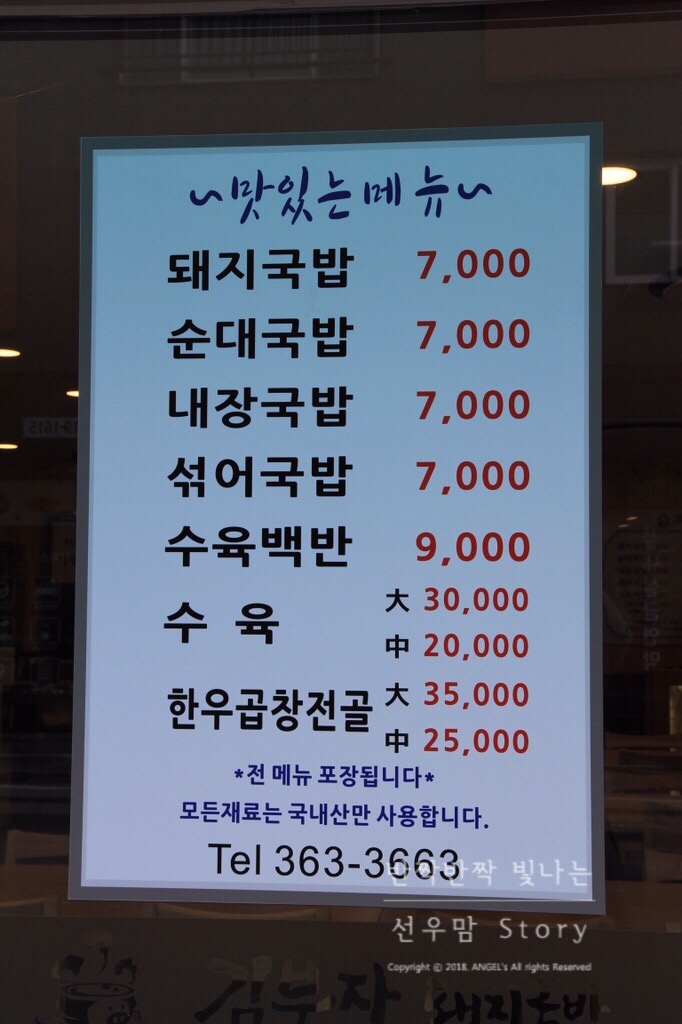 ~맛있는메뉴~
돼지국밥 7,000
순대국밥 7,000
내장국밥 7,000
섞어국밥 7,000
수육백반 9,000
수 육 大 30,000
中 20,000
한우곱창전골 大 35,000
中 25,000
*전 메뉴 포장됩니다*
모든재료는 국내산만 사용합니다.
Tel 363-3663
반짝반짝 빛나는
선우맘 Story
Copyright ⓒ 2018. ANGEL's All rights Reserved